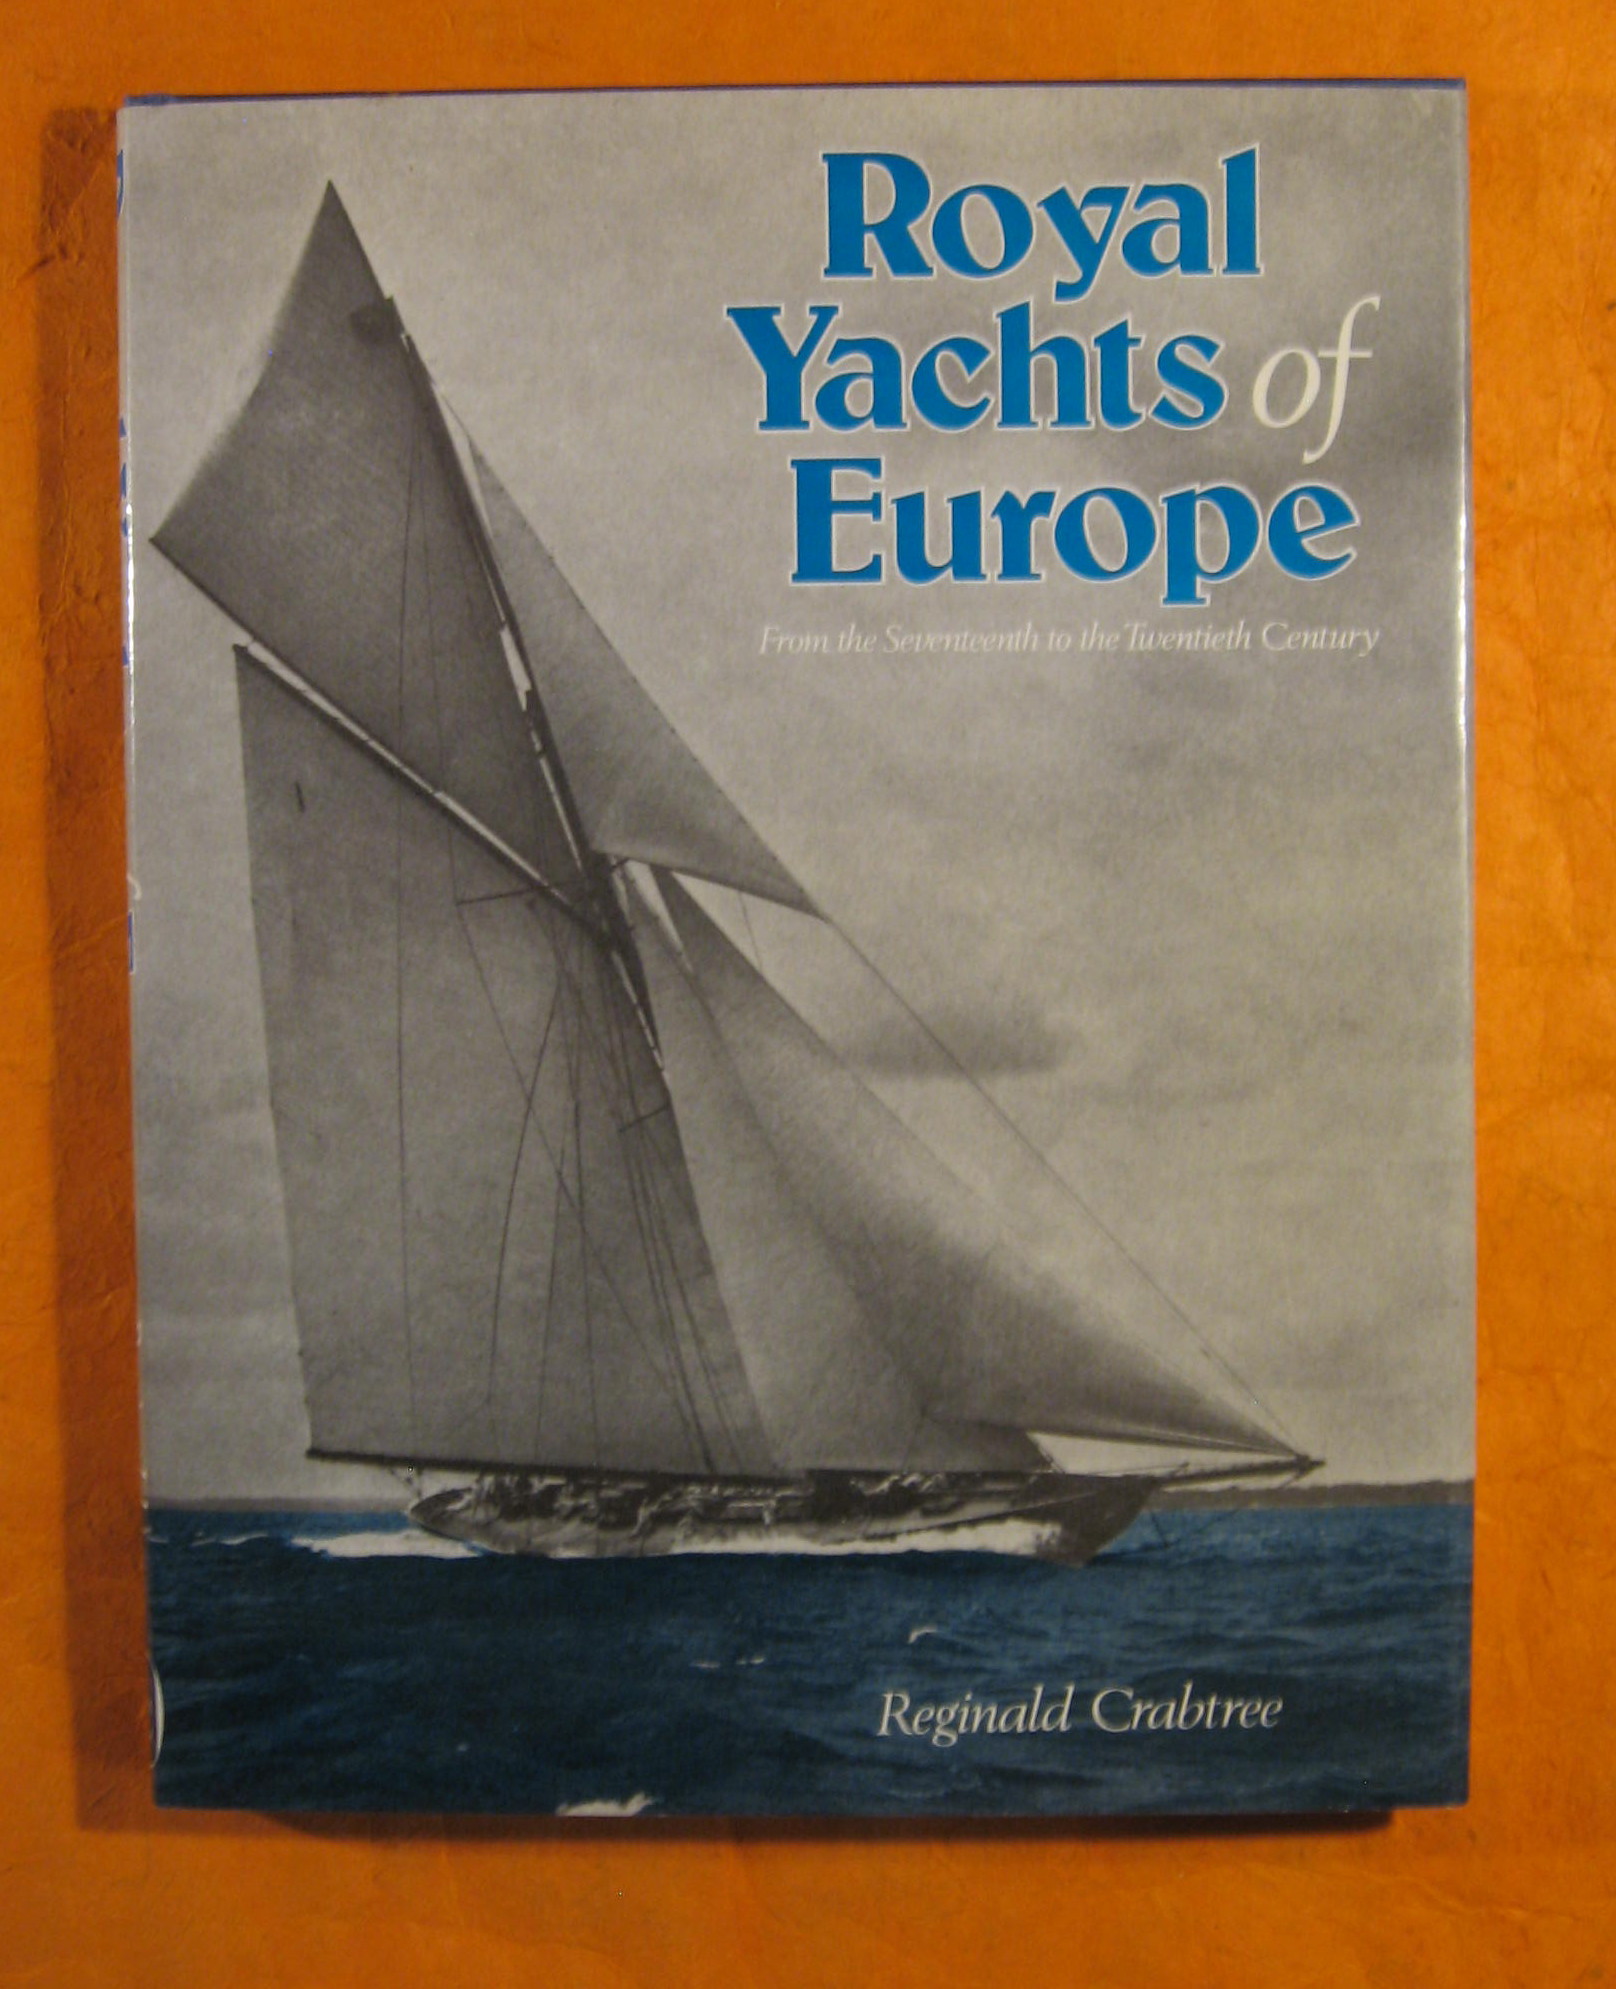 Royal
Yachts of
Europe
From the Seventeenth to the Twentieth Century
Reginald Crabtree